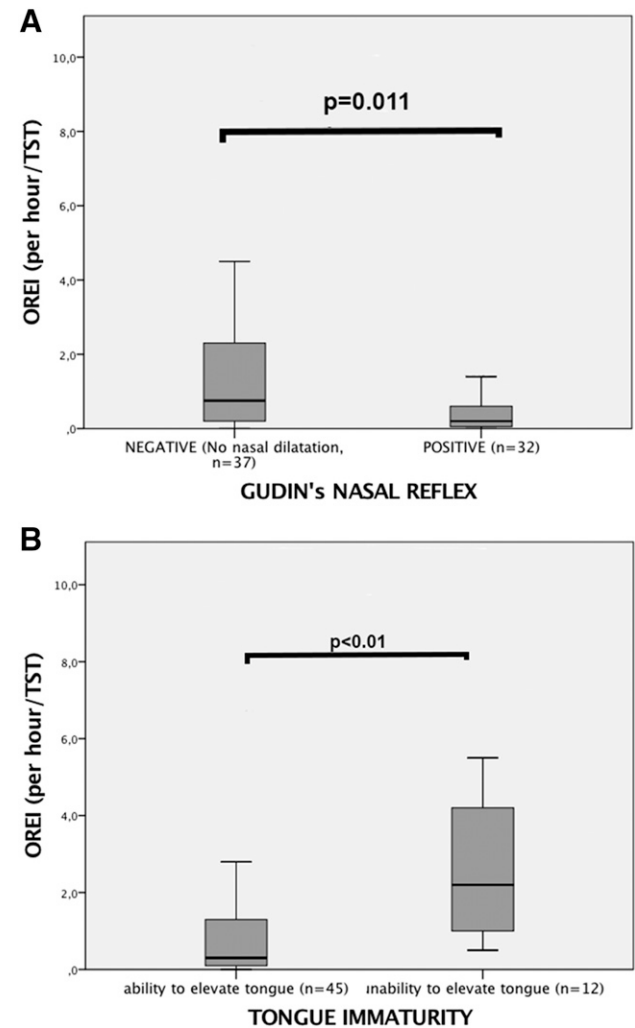 A
OREI (per hour/TST)
10,0
8,0
6,0
4,0
2,0
,0
p=0.011
NEGATIVE (No nasal dilatation,
n=37)
POSITIVE (n=32)
GUDIN's NASAL REFLEX
B
OREI (per hour/TST)
10,0
8,0
6,0
4,0
2,0
,0
p<0.01
ability to elevate tongue (n=45)
ınability to elevate tongue (n=12)
TONGUE IMMATURITY